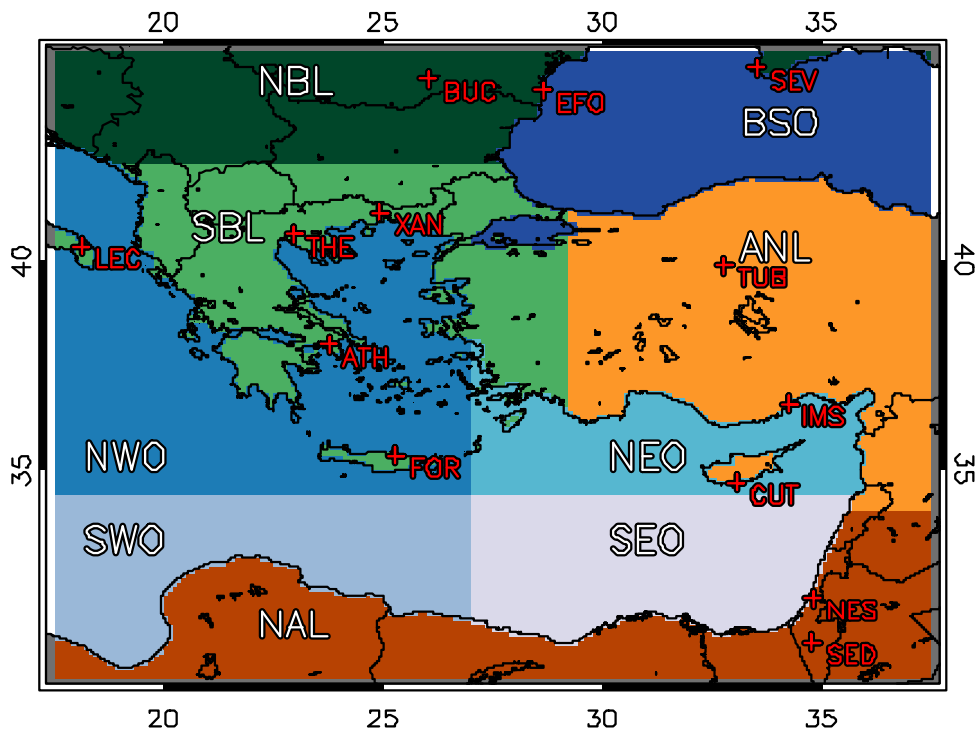 20 25 30 35
NBL
BUC
EFO
SEV
BSO
SBL
XAN
THE
LEC
ANL
TUB
40
40
ATH
IMS
NWO
FOR
NEO
CUT
35
35
SWO
SEO
NES
NAL
SED
20 25 30 35